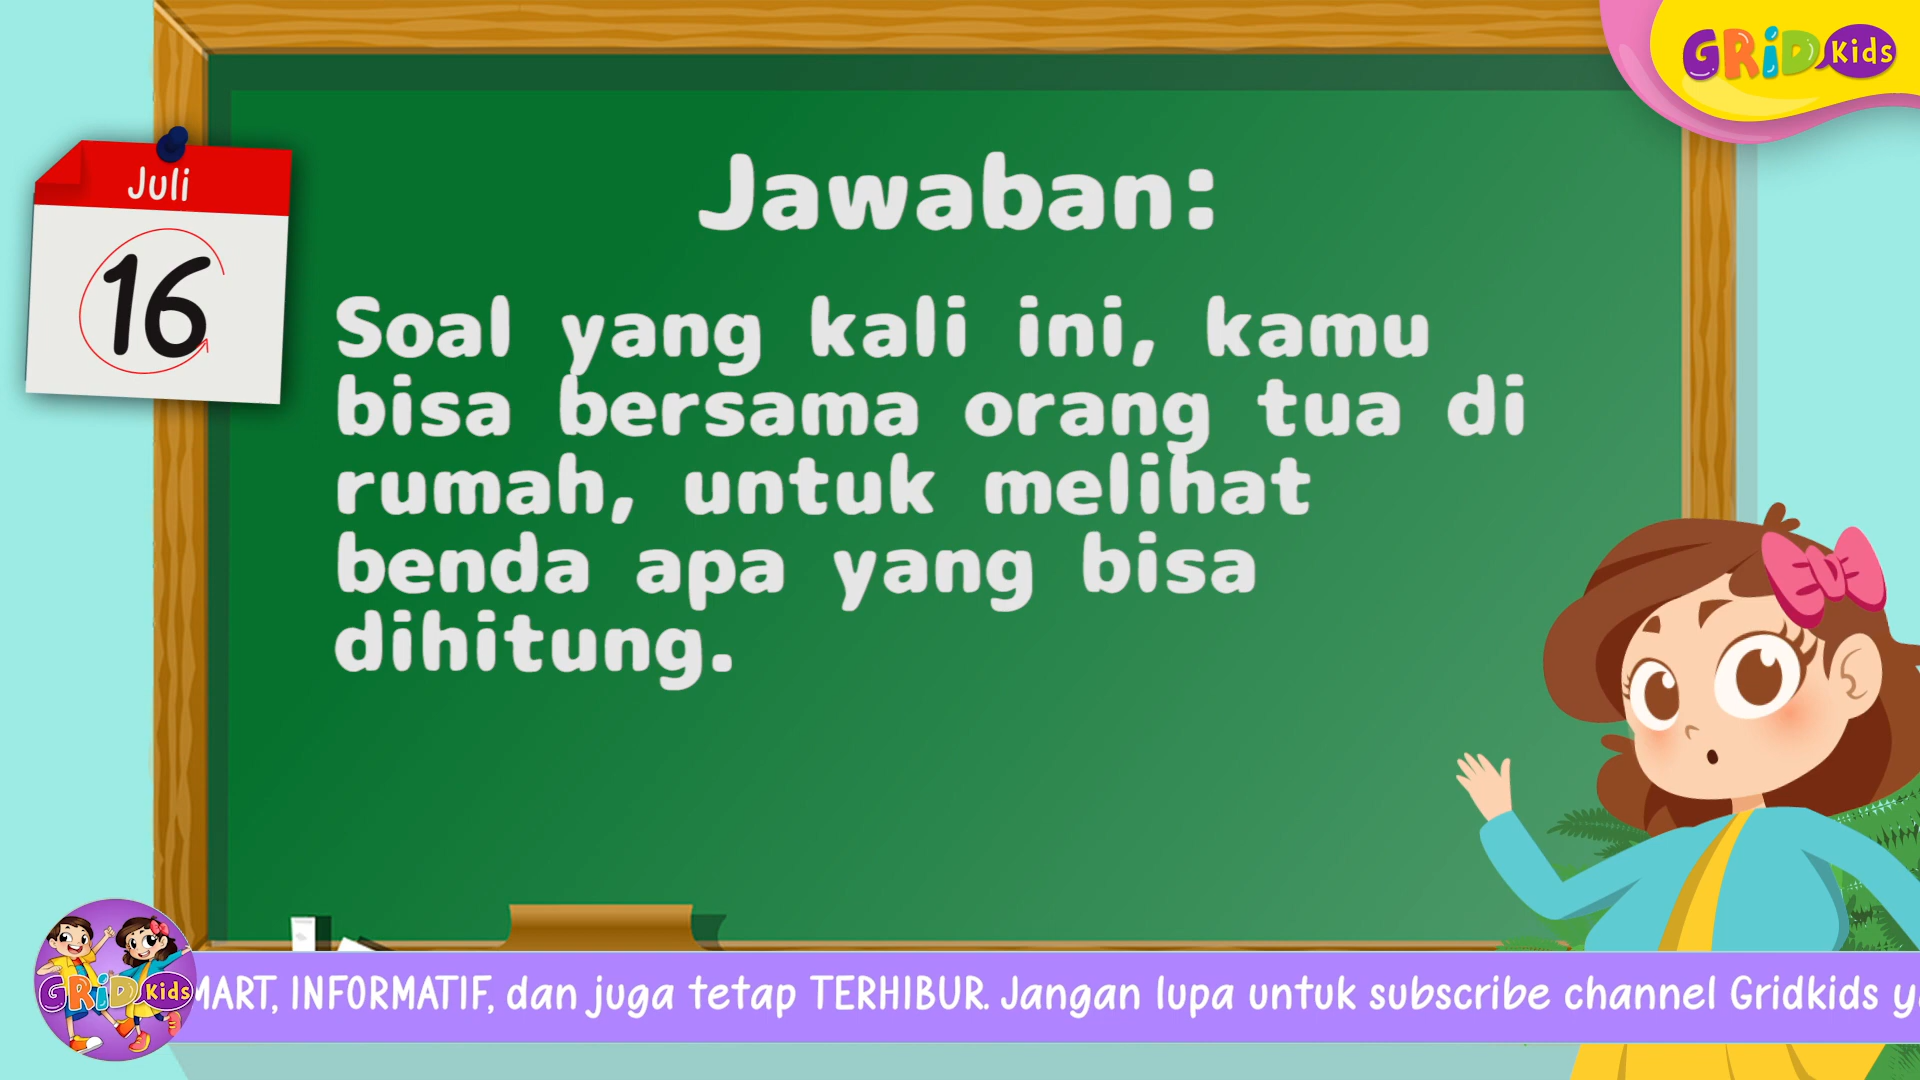 GRiD Kids
Juli
16
Jawaban:
Soal yang kali ini, kamu
bisa bersama orang tua di
rumah, untuk melihat
benda apa yang bisa
dihitung.
GRiD Kids
MART, INFORMATIF, dan juga tetap TERHIBUR. Jangan lupa untuk subscribe channel Gridkids